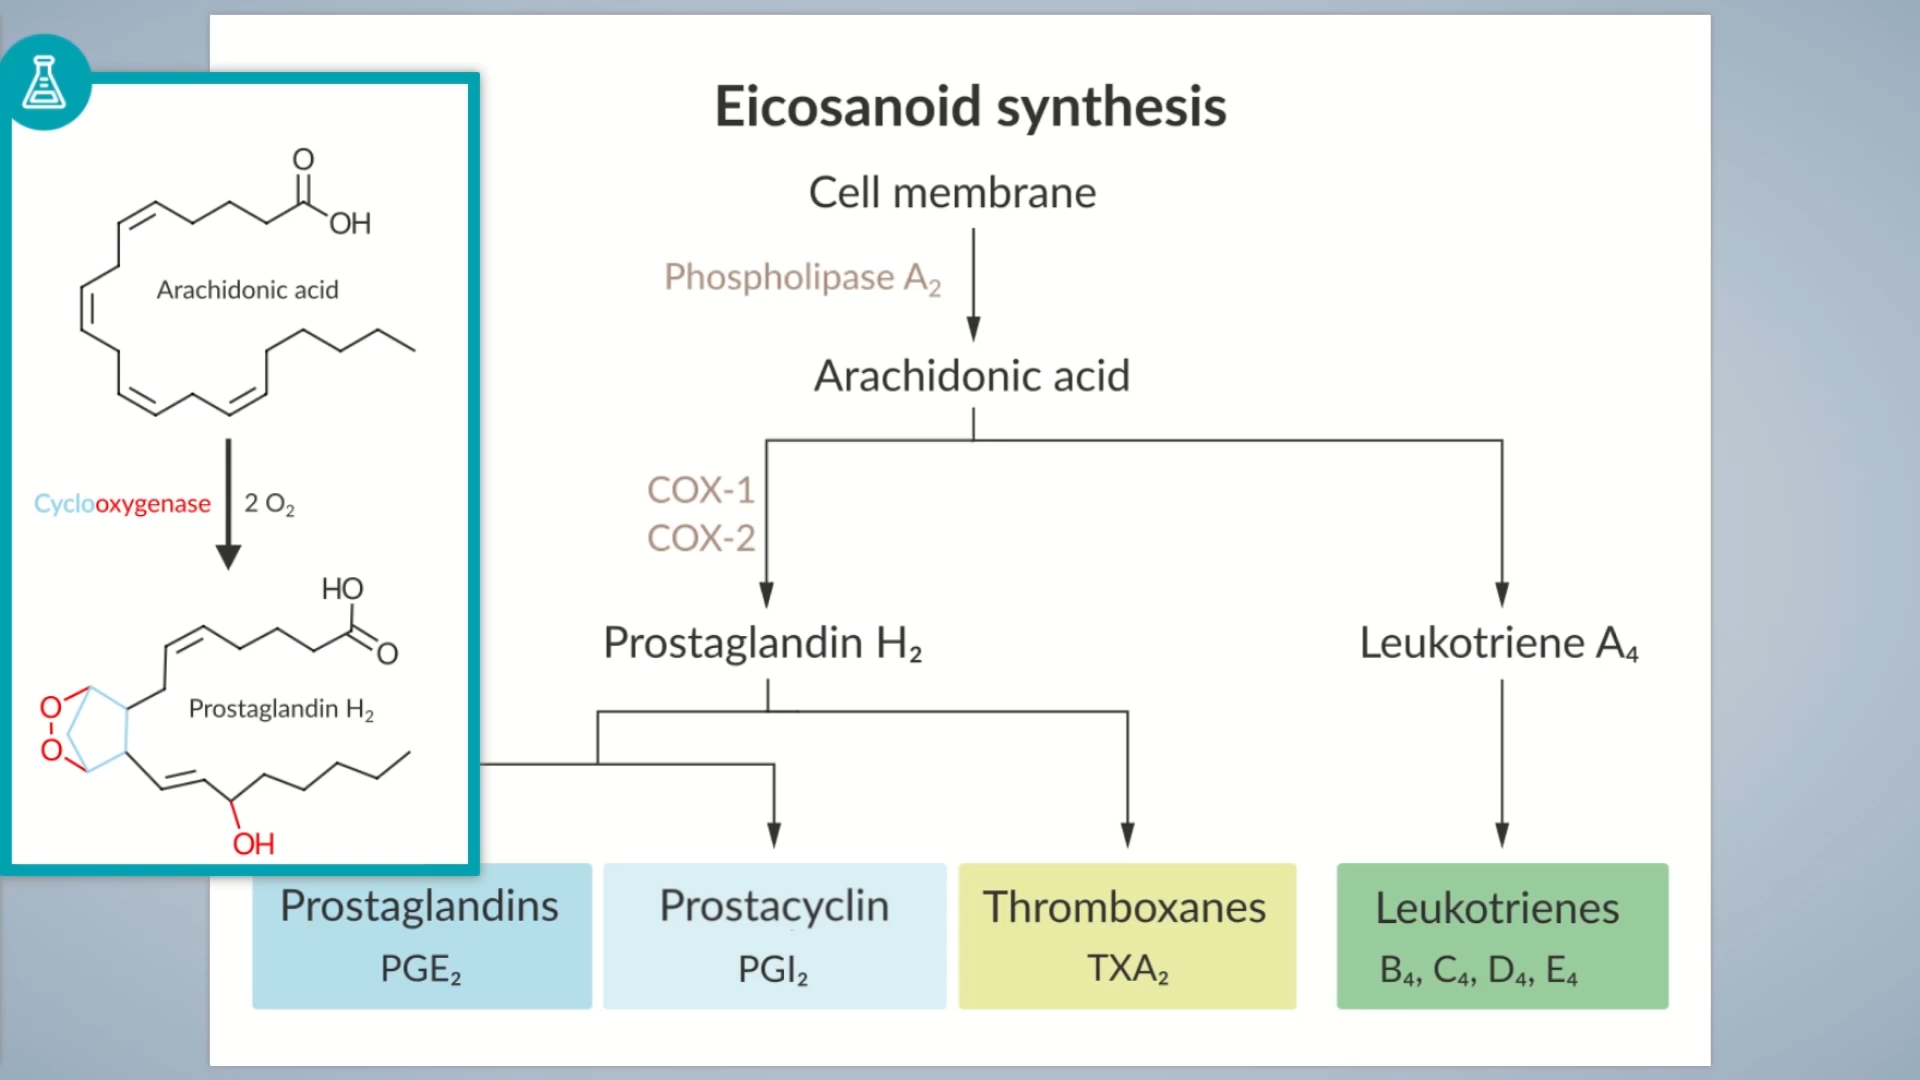 Eicosanoid synthesis
Cell membrane
Phospholipase A₂
Arachidonic acid
COX-1
COX-2
Prostaglandin H₂
Leukotriene A₄
Prostaglandins
PGE₂
Prostacyclin
PGI₂
Thromboxanes
TXA₂
Leukotrienes
B₄, C₄, D₄, E₄
O
OH
Arachidonic acid
Cyclooxygenase
2 O₂
HO
O
Prostaglandin H₂
O
O
OH